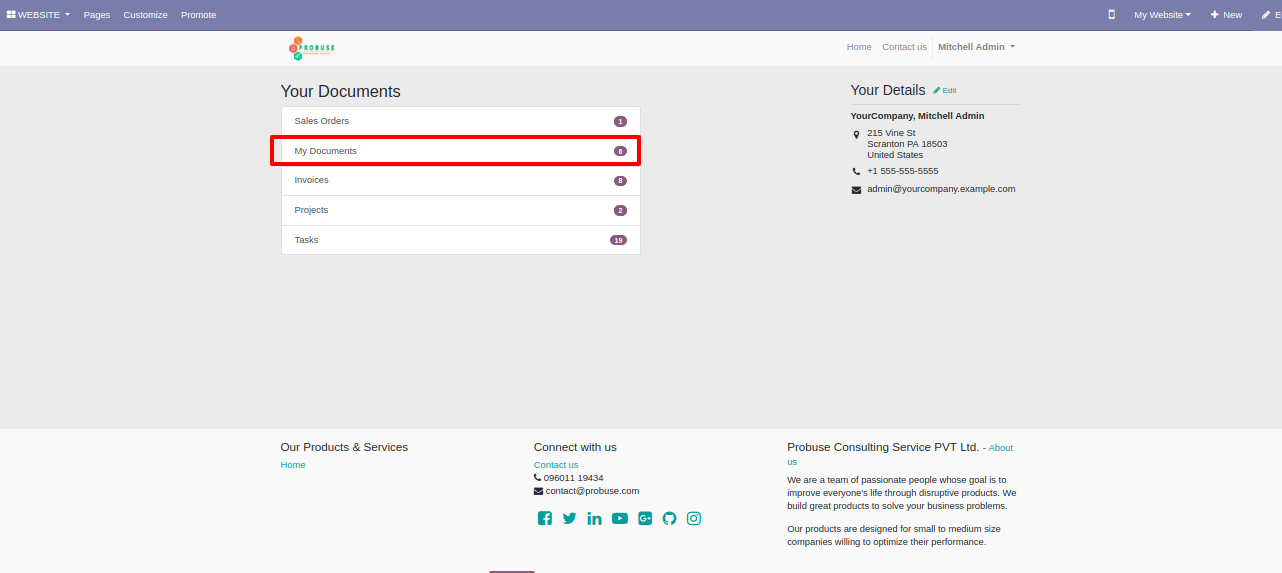 WEBSITE Pages Customize Promote My Website New E
PROBUSE
Home Contact us Mitchell Admin
Your Documents
Sales Orders 1
My Documents 6
Invoices 8
Projects 2
Tasks 19
Your Details Edit
YourCompany, Mitchell Admin
215 Vine St
Scranton PA 18503
United States
+1 555-555-5555
admin@yourcompany.example.com
Our Products & Services
Home
Connect with us
Contact us
096011 19434
contact@probuse.com
Probuse Consulting Service PVT Ltd. - About
us
We are a team of passionate people whose goal is to
improve everyone's life through disruptive products. We
build great products to solve your business problems.
Our products are designed for small to medium size
companies willing to optimize their performance.